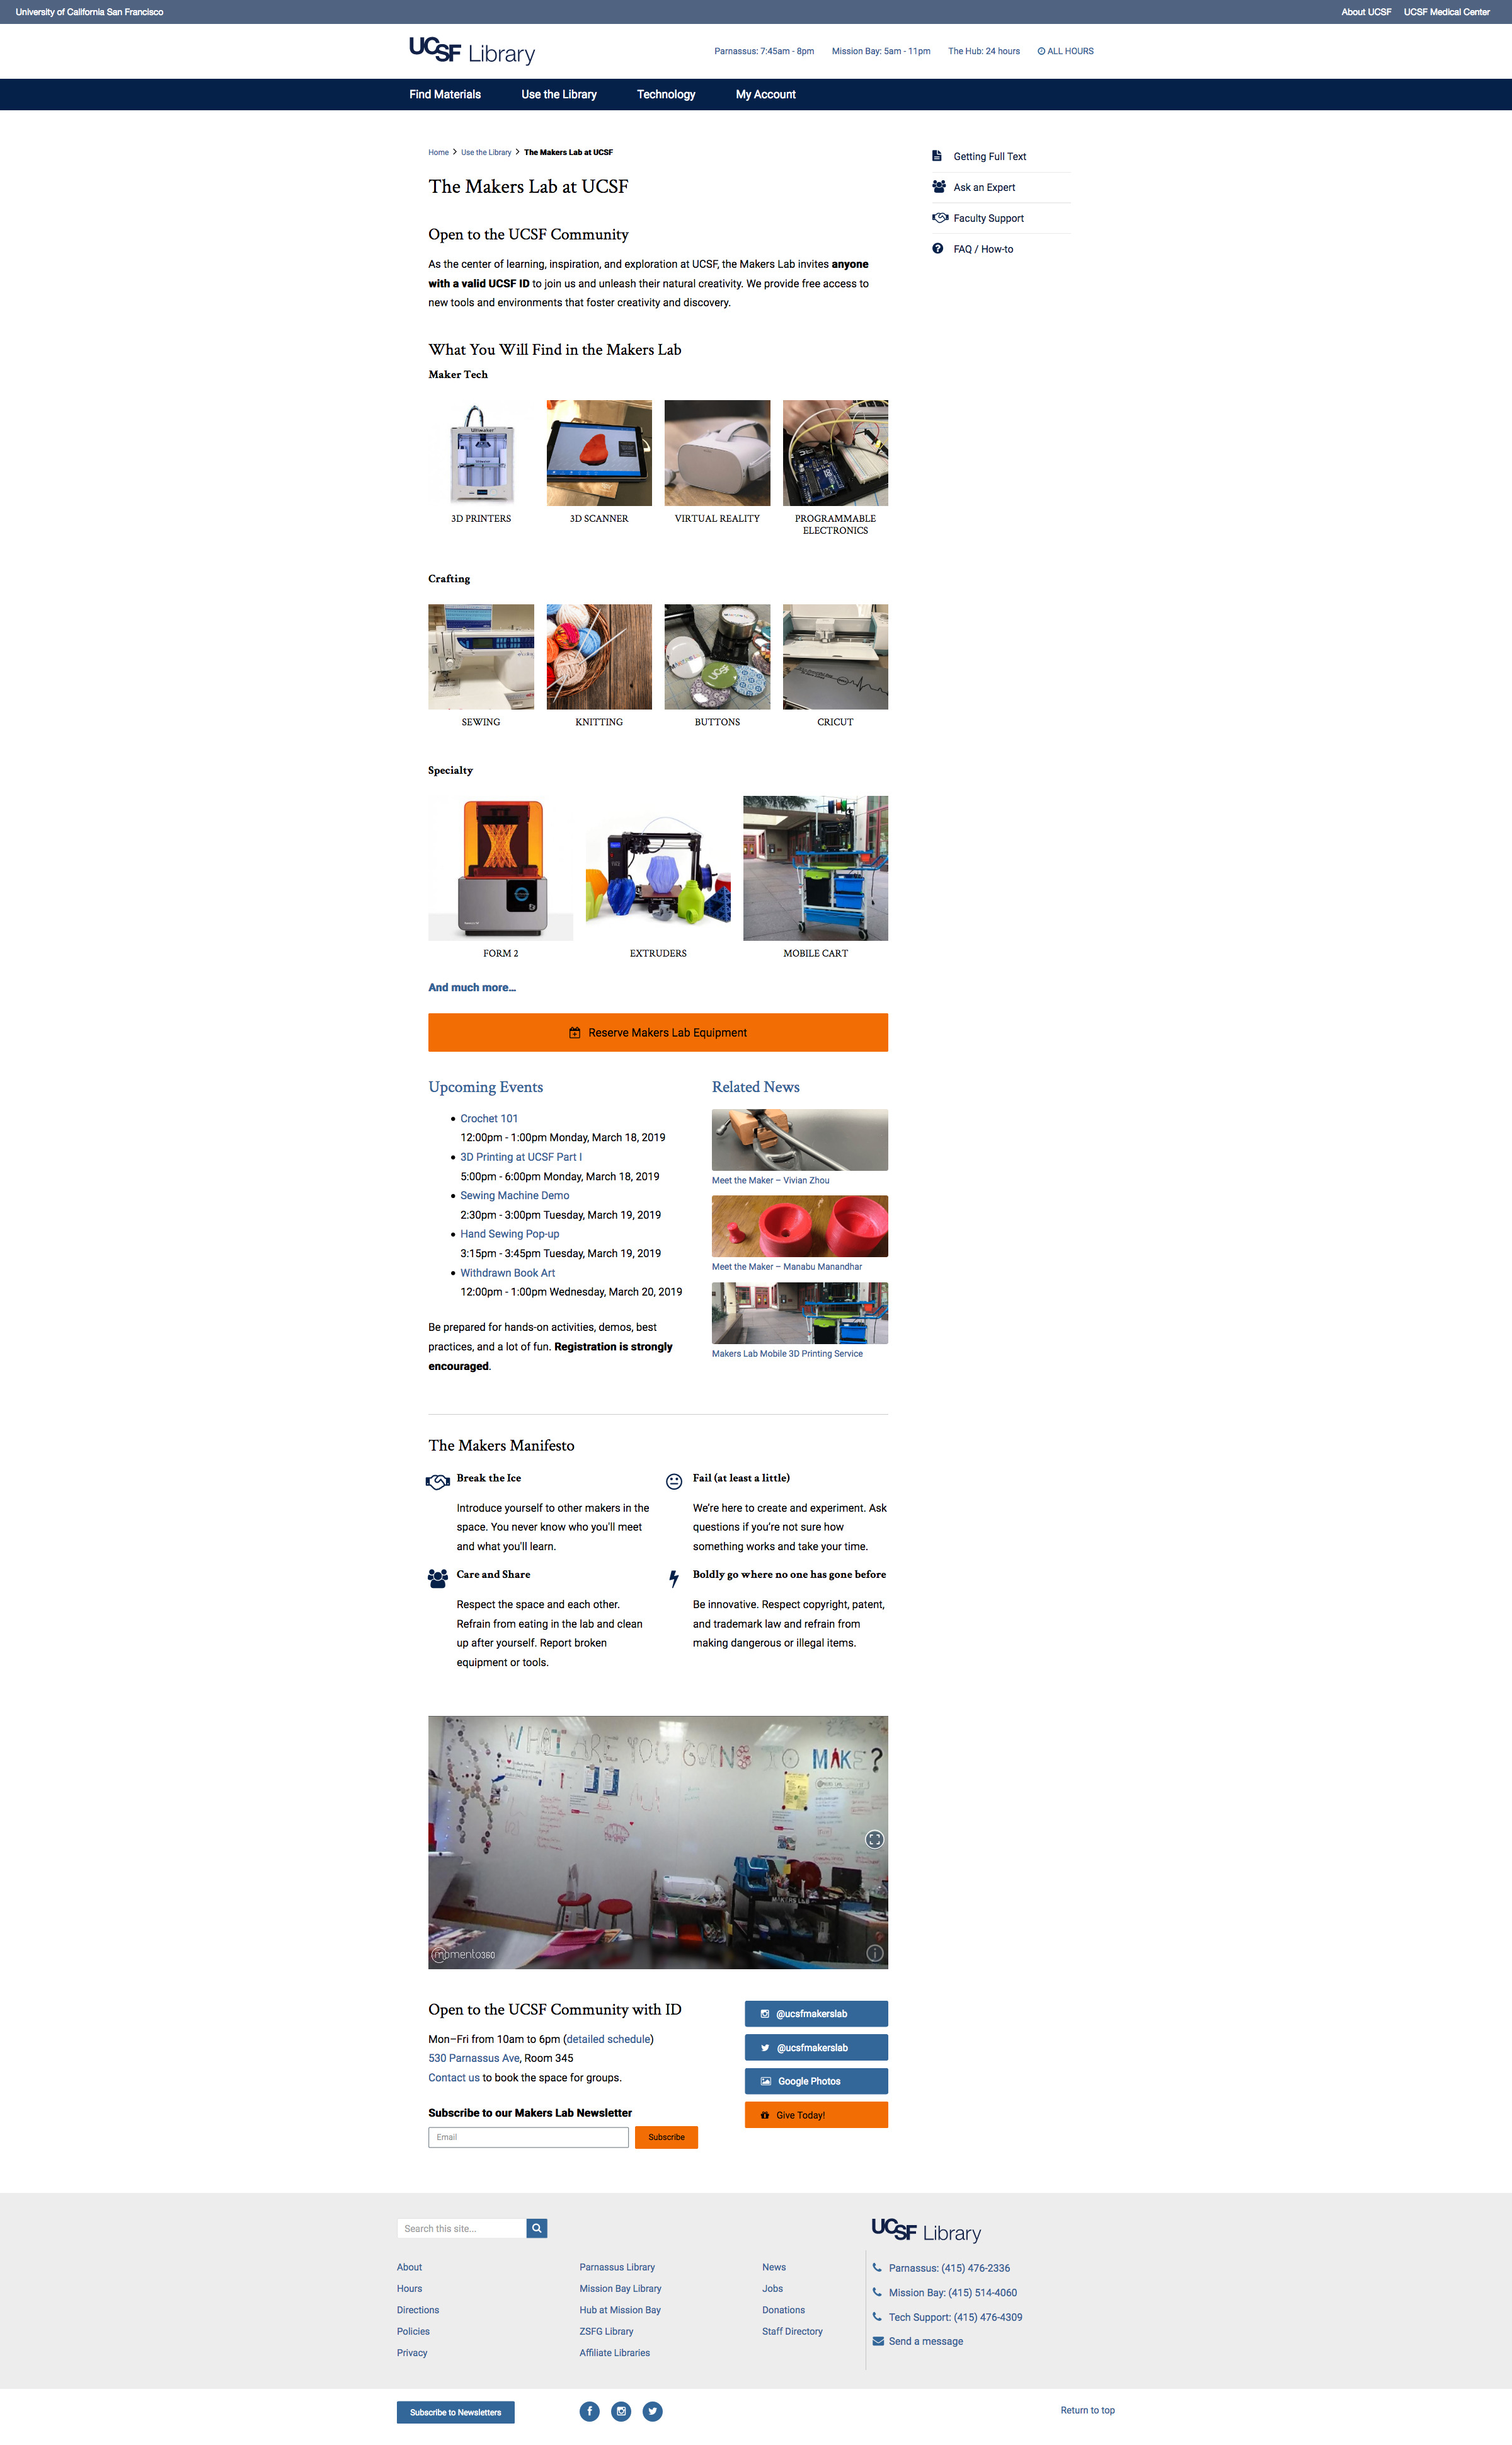 University of California San Francisco
About UCSF
UCSF Medical Center
UCSF Library
Parnassus: 7:45am - 8pm
Mission Bay: 5am - 11pm
The Hub: 24 hours
ALL HOURS
Find Materials
Use the Library
Technology
My Account
Home > Use the Library > The Makers Lab at UCSF
Getting Full Text
Ask an Expert
Faculty Support
FAQ / How-to
The Makers Lab at UCSF
Open to the UCSF Community
As the center of learning, inspiration, and exploration at UCSF, the Makers Lab invites anyone
with a valid UCSF ID to join us and unleash their natural creativity. We provide free access to
new tools and environments that foster creativity and discovery.
What You Will Find in the Makers Lab
Maker Tech
3D PRINTERS
3D SCANNER
VIRTUAL REALITY
PROGRAMMABLE
ELECTRONICS
Crafting
SEWING
KNITTING
BUTTONS
CRICUT
Specialty
FORM 2
EXTRUDERS
MOBILE CART
And much more...
Reserve Makers Lab Equipment
Upcoming Events
Crochet 101
12:00pm - 1:00pm Monday, March 18, 2019
3D Printing at UCSF Part I
5:00pm - 6:00pm Monday, March 18, 2019
Sewing Machine Demo
2:30pm - 3:00pm Tuesday, March 19, 2019
Hand Sewing Pop-up
3:15pm - 3:45pm Tuesday, March 19, 2019
Withdrawn Book Art
12:00pm - 1:00pm Wednesday, March 20, 2019
Be prepared for hands-on activities, demos, best
practices, and a lot of fun. Registration is strongly
encouraged.
Related News
Meet the Maker – Vivian Zhou
Meet the Maker – Manabu Manandhar
Makers Lab Mobile 3D Printing Service
The Makers Manifesto
Break the Ice
Introduce yourself to other makers in the
space. You never know who you'll meet
and what you'll learn.
Fail (at least a little)
We're here to create and experiment. Ask
questions if you're not sure how
something works and take your time.
Care and Share
Respect the space and each other.
Refrain from eating in the lab and clean
up after yourself. Report broken
equipment or tools.
Boldly go where no one has gone before
Be innovative. Respect copyright, patent,
and trademark law and refrain from
making dangerous or illegal items.
WHAT ARE YOU GOING TO MAKE?
momento360
Open to the UCSF Community with ID
Mon–Fri from 10am to 6pm (detailed schedule)
530 Parnassus Ave, Room 345
Contact us to book the space for groups.
Subscribe to our Makers Lab Newsletter
Email
Subscribe
@ucsfmakerslab
@ucsfmakerslab
Google Photos
Give Today!
Search this site...
About
Hours
Directions
Policies
Privacy
Parnassus Library
Mission Bay Library
Hub at Mission Bay
ZSFG Library
Affiliate Libraries
News
Jobs
Donations
Staff Directory
UCSF Library
Parnassus: (415) 476-2336
Mission Bay: (415) 514-4060
Tech Support: (415) 476-4309
Send a message
Subscribe to Newsletters
Return to top